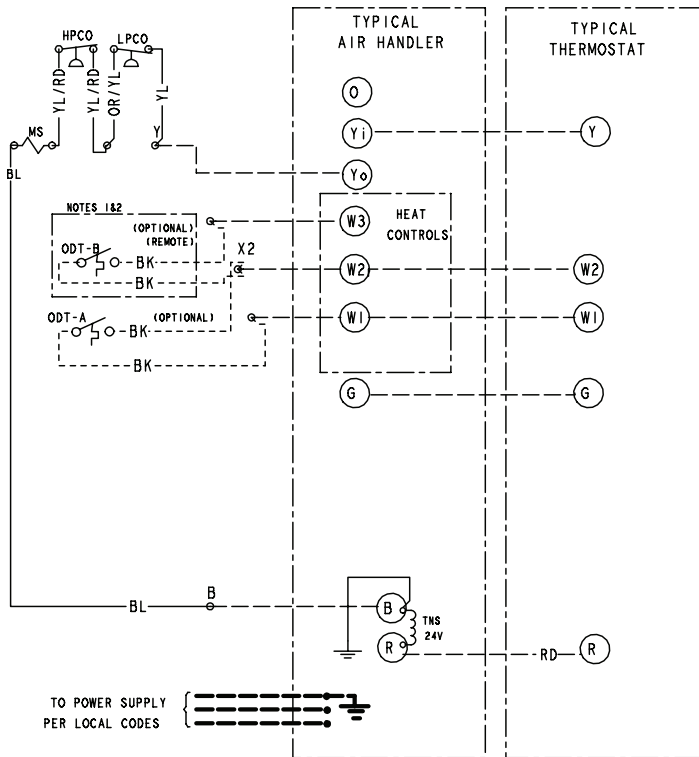 TYPICAL
AIR HANDLER
TYPICAL
THERMOSTAT
HPCO
LPCO
YL/RD
YL/RD
OR/YL
YL
O
MS
Y
Yi
Y
BL
Yo
NOTES 1&2
(OPTIONAL)
(REMOTE)
W3
HEAT
CONTROLS
ODT-B
BK
BK
X2
W2
W2
ODT-A
(OPTIONAL)
BK
W1
W1
BK
G
G
BL
B
B
TNS
24V
R
RD
R
TO POWER SUPPLY
PER LOCAL CODES